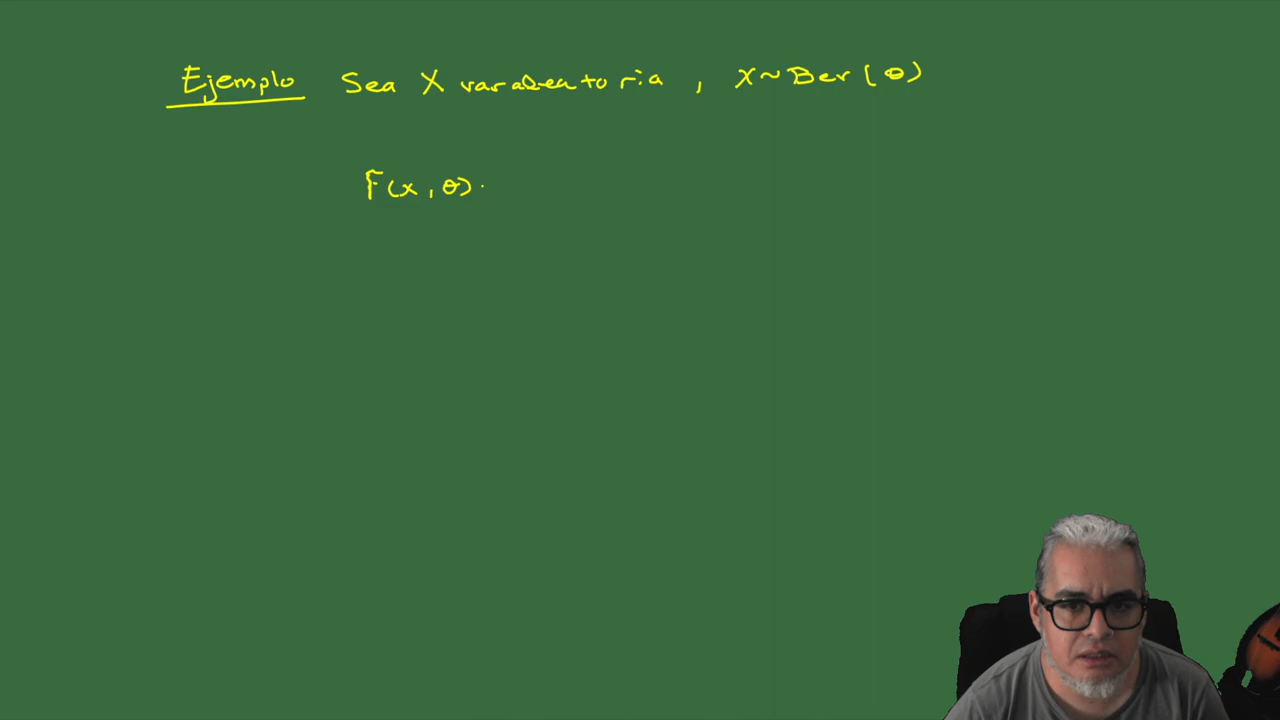 Ejemplo Sea X var aleatoria , X ~ Ber(θ)
F(x, θ)